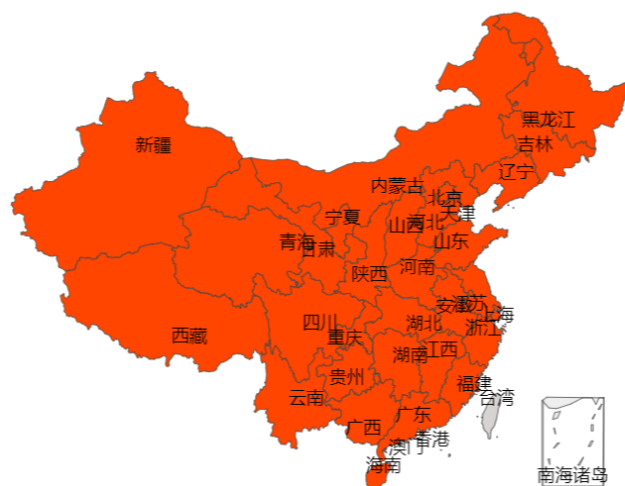 黑龙江
吉林
新疆
辽宁
内蒙古
北京
天津
宁夏
山西
河北
青海
甘肃
山东
陕西
河南
安徽
江苏
上海
四川
湖北
浙江
西藏
重庆
湖南
江西
贵州
福建
云南
台湾
广东
广西
香港
澳门
海南
南海诸岛